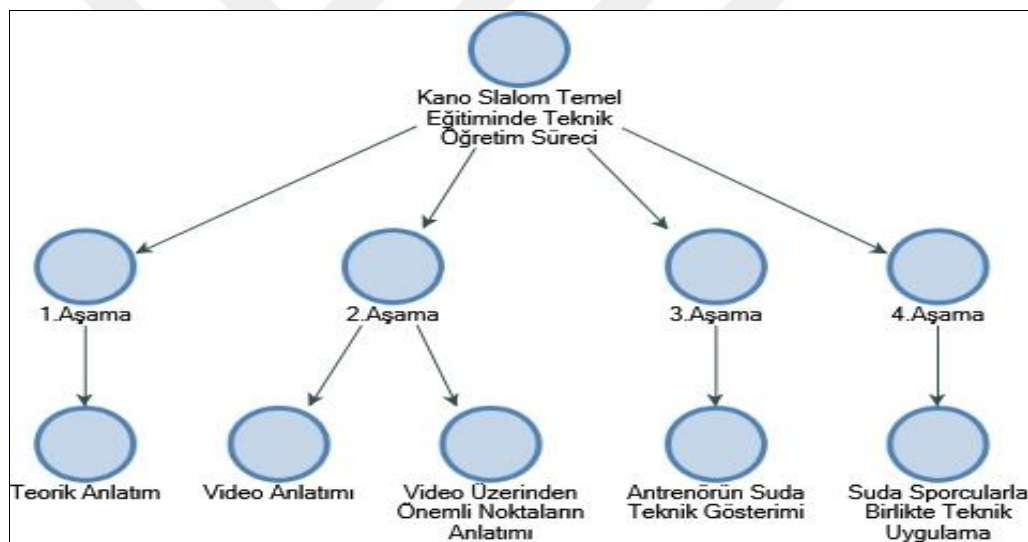 Kano Slalom Temel
Eğitiminde Teknik
Öğretim Süreci
1.Aşama
2.Aşama
3.Aşama
4.Aşama
Teorik Anlatım
Video Anlatımı
Video Üzerinden
Önemli Noktaların
Anlatımı
Antrenörün Suda
Teknik Gösterimi
Suda Sporcularla
Birlikte Teknik
Uygulama